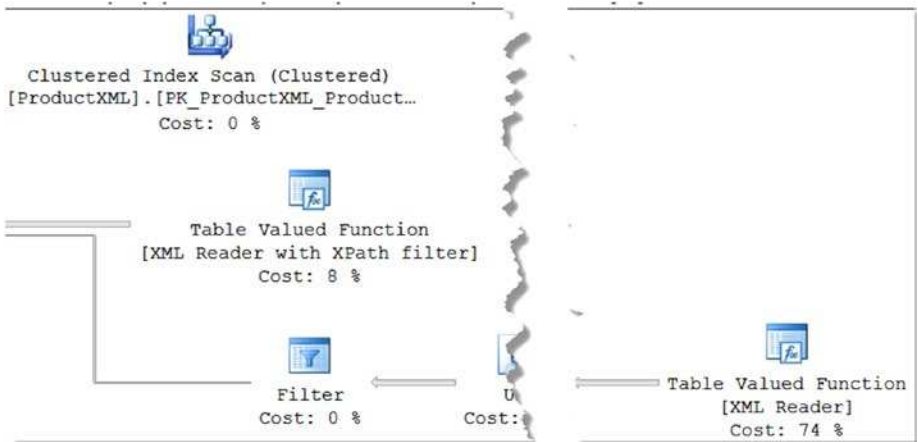 Clustered Index Scan (Clustered)
[ProductXML].[PK_ProductXML_Product…
Cost: 0 %
Table Valued Function
[XML Reader with XPath filter]
Cost: 8 %
Filter
Cost: 0 %
Cost:
Table Valued Function
[XML Reader]
Cost: 74 %